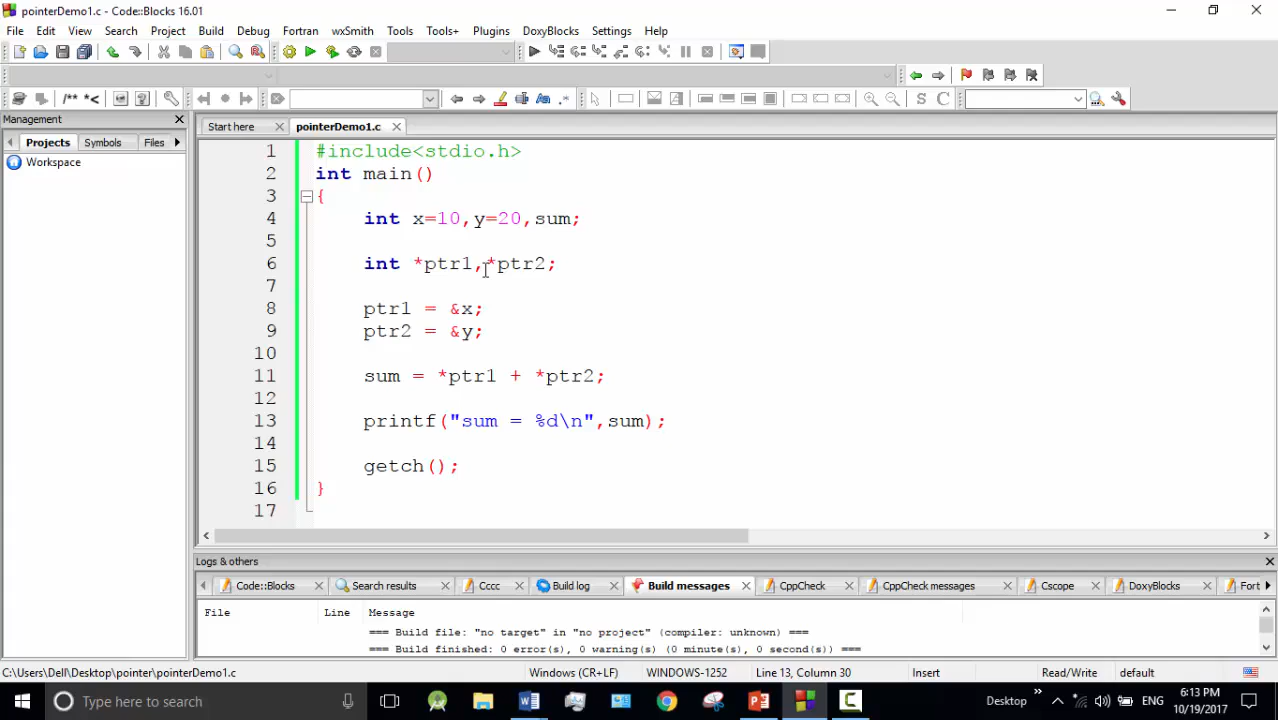 pointerDemo1.c - Code::Blocks 16.01
File Edit View Search Project Build Debug Fortran wxSmith Tools Tools+ Plugins DoxyBlocks Settings Help
/** *<
S C
Management
Start here pointerDemo1.c
Projects Symbols Files
Workspace
1 #include<stdio.h>
2 int main()
3 {
4 int x=10,y=20,sum;
5
6 int *ptr1,*ptr2;
7
8 ptr1 = &x;
9 ptr2 = &y;
10
11 sum = *ptr1 + *ptr2;
12
13 printf("sum = %d\n",sum);
14
15 getch();
16 }
17
Logs & others
Code::Blocks Search results Cccc Build log Build messages CppCheck CppCheck messages Cscope DoxyBlocks Fort
File Line Message
=== Build file: "no target" in "no project" (compiler: unknown) ===
=== Build finished: 0 error(s), 0 warning(s) (0 minute(s), 0 second(s)) ===
C:\Users\Dell\Desktop\pointer\pointerDemo1.c Windows (CR+LF) WINDOWS-1252 Line 13, Column 30 Insert Read/Write default
Type here to search
Desktop
ENG
6:13 PM
10/19/2017